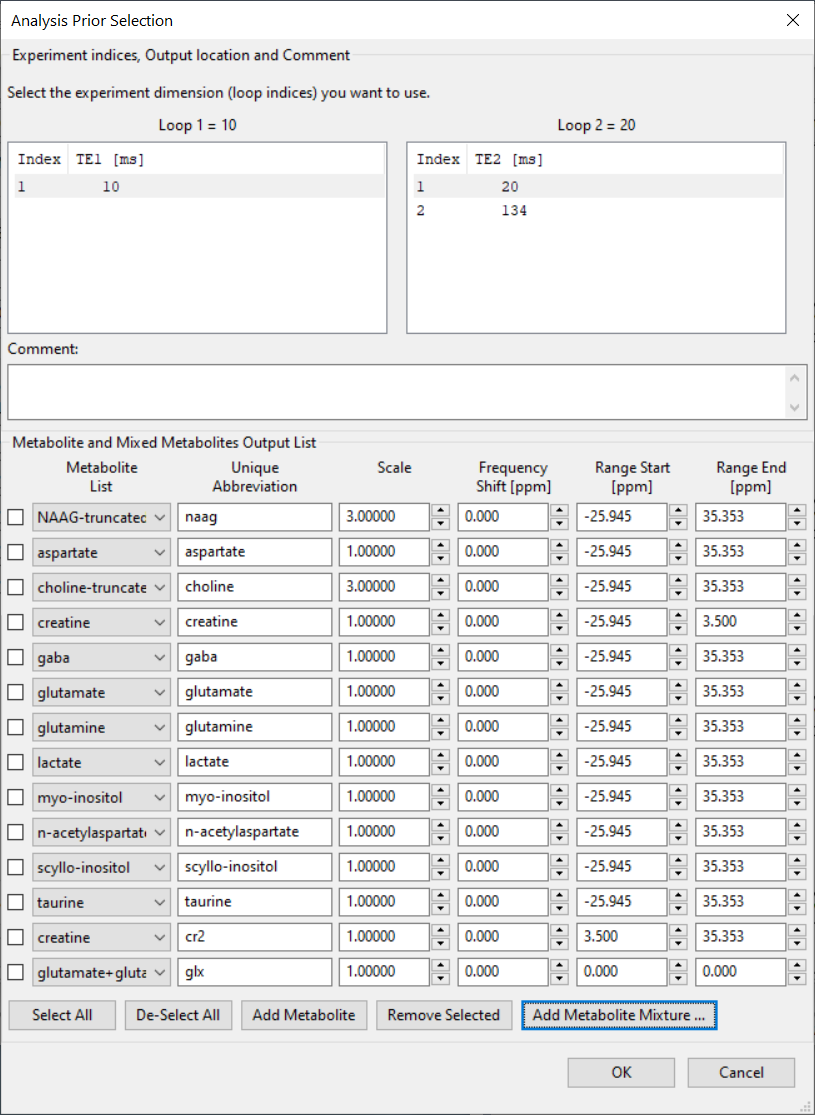 Analysis Prior Selection
Experiment indices, Output location and Comment
Select the experiment dimension (loop indices) you want to use.
Loop 1 = 10 Loop 2 = 20
Index TE1 [ms] Index TE2 [ms]
1 10 1 20
2 134
Comment:
Metabolite and Mixed Metabolites Output List
Metabolite Unique Scale Frequency Range Start Range End
List Abbreviation Shift [ppm] [ppm] [ppm]
NAAG-truncated naag 3.00000 0.000 -25.945 35.353
aspartate aspartate 1.00000 0.000 -25.945 35.353
choline-truncate choline 3.00000 0.000 -25.945 35.353
creatine creatine 1.00000 0.000 -25.945 3.500
gaba gaba 1.00000 0.000 -25.945 35.353
glutamate glutamate 1.00000 0.000 -25.945 35.353
glutamine glutamine 1.00000 0.000 -25.945 35.353
lactate lactate 1.00000 0.000 -25.945 35.353
myo-inositol myo-inositol 1.00000 0.000 -25.945 35.353
n-acetylaspartat n-acetylaspartate 1.00000 0.000 -25.945 35.353
scyllo-inositol scyllo-inositol 1.00000 0.000 -25.945 35.353
taurine taurine 1.00000 0.000 -25.945 35.353
creatine cr2 1.00000 0.000 3.500 35.353
glutamate+gluta glx 1.00000 0.000 0.000 0.000
Select All De-Select All Add Metabolite Remove Selected Add Metabolite Mixture ...
OK Cancel